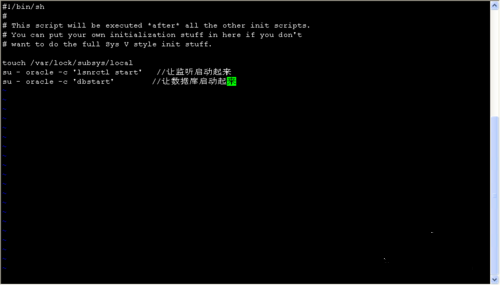 #!/bin/sh
#
# This script will be executed *after* all the other init scripts.
# You can put your own initialization stuff in here if you don't
# want to do the full Sys V style init stuff.
touch /var/lock/subsys/local
su - oracle -c 'lsnrctl start' //让监听启动起来
su - oracle -c 'dbstart' //让数据库启动起来